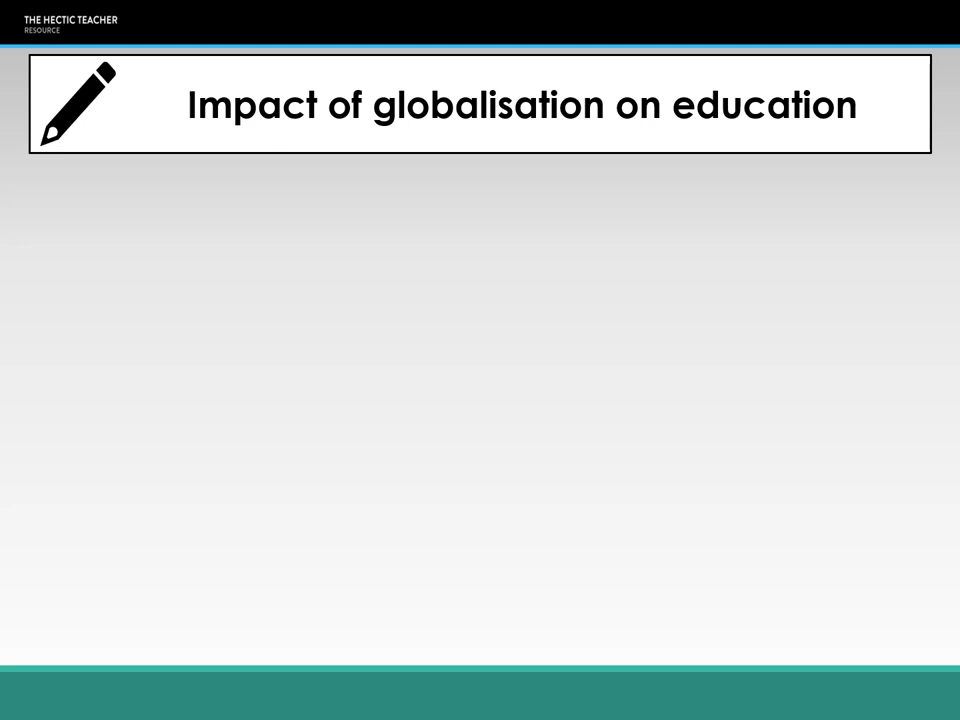 THE HECTIC TEACHER
RESOURCE
Impact of globalisation on education